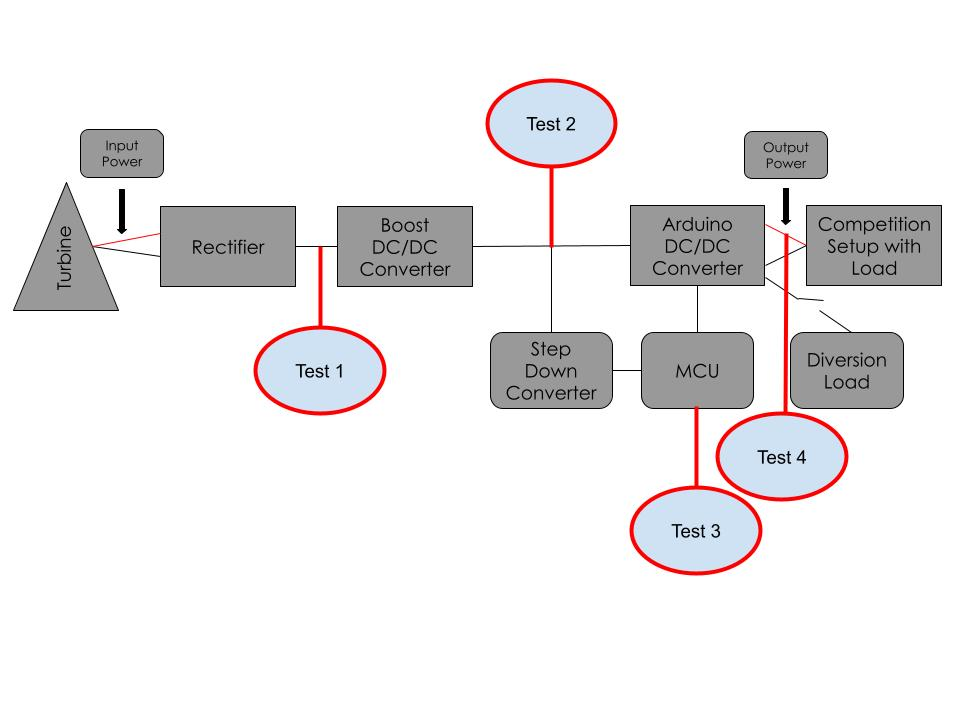 Test 2
Input
Power
Output
Power
Turbine
Rectifier
Boost
DC/DC
Converter
Arduino
DC/DC
Converter
Competition
Setup with
Load
Test 1
Step
Down
Converter
MCU
Diversion
Load
Test 4
Test 3